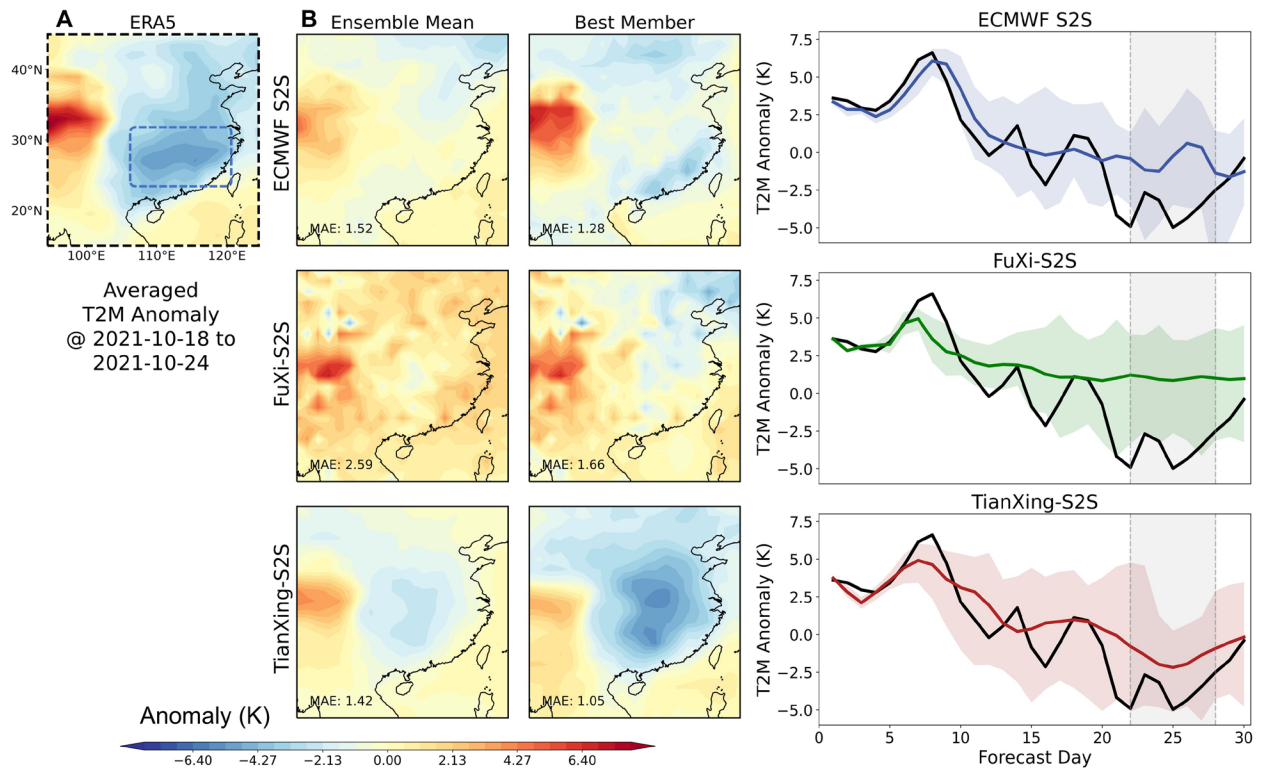 A
ERA5
40°N
30°N
20°N
100°E 110°E 120°E
Averaged
T2M Anomaly
@ 2021-10-18 to
2021-10-24
B
Ensemble Mean
Best Member
ECMWF S2S
MAE: 1.52
MAE: 1.28
FuXi-S2S
MAE: 2.59
MAE: 1.66
TianXing-S2S
MAE: 1.42
MAE: 1.05
Anomaly (K)
−6.40 −4.27 −2.13 0.00 2.13 4.27 6.40
ECMWF S2S
T2M Anomaly (K)
7.5
5.0
2.5
0.0
−2.5
−5.0
FuXi-S2S
T2M Anomaly (K)
7.5
5.0
2.5
0.0
−2.5
−5.0
TianXing-S2S
T2M Anomaly (K)
7.5
5.0
2.5
0.0
−2.5
−5.0
0 5 10 15 20 25 30
Forecast Day